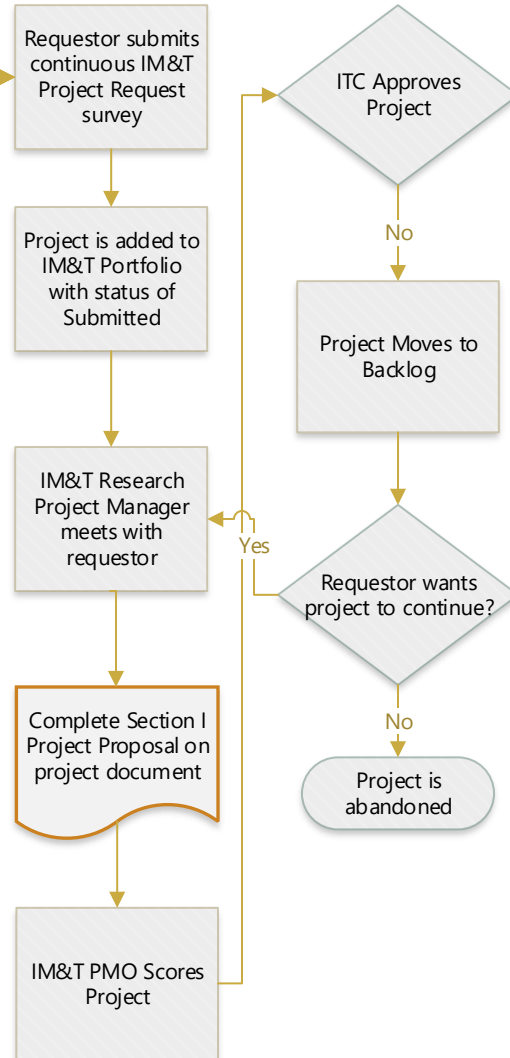 Requestor submits
continuous IM&T
Project Request
survey
Project is added to
IM&T Portfolio
with status of
Submitted
IM&T Research
Project Manager
meets with
requestor
Complete Section I
Project Proposal on
project document
IM&T PMO Scores
Project
ITC Approves
Project
No
Project Moves to
Backlog
Requestor wants
project to continue?
Yes
No
Project is
abandoned